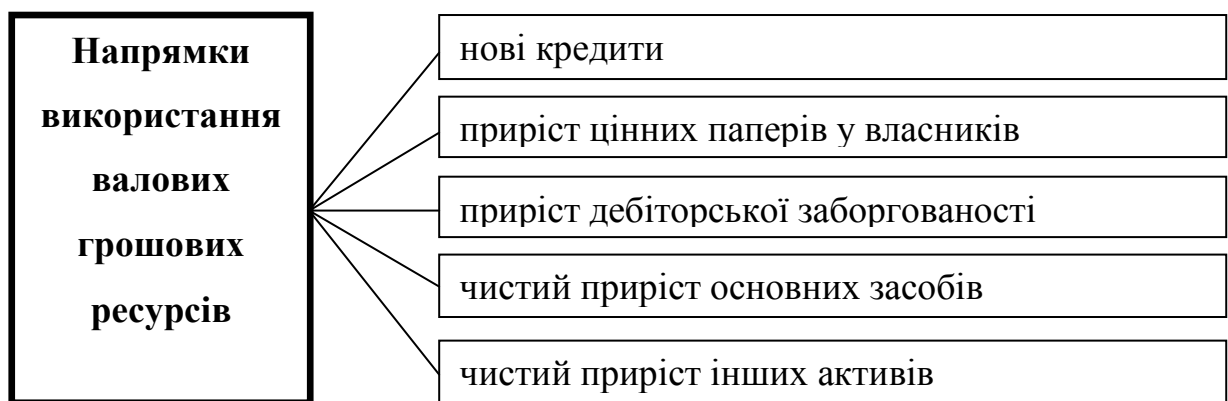 Напрямки
використання
валових
грошових
ресурсів
нові кредити
приріст цінних паперів у власників
приріст дебіторської заборгованості
чистий приріст основних засобів
чистий приріст інших активів